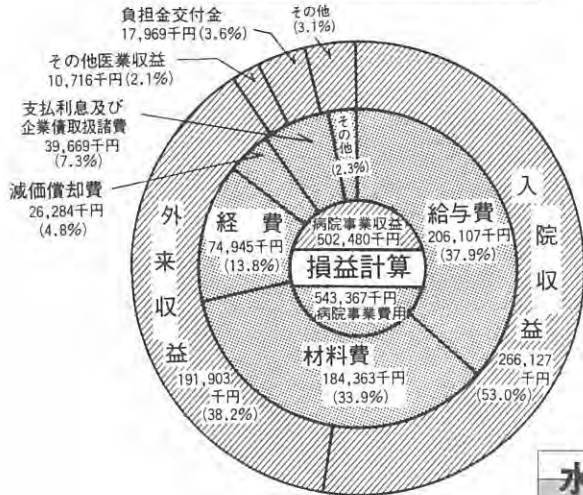 負担金交付金
17,969千円(3.6%)
その他
(3.1%)
その他医業収益
10,716千円(2.1%)
支払利息及び
企業債取扱諸費
39,669千円
(7.3%)
減価償却費
26,284千円
(4.8%)
その他
(2.3%)
経費
74,945千円
(13.8%)
病院事業収益
502,480千円
損益計算
543,367千円
病院事業費用
給与費
206,107千円
(37.9%)
材料費
184,363千円
(33.9%)
外来収益
191,903
千円
(38.2%)
入院収益
266,127
千円
(53.0%)
水